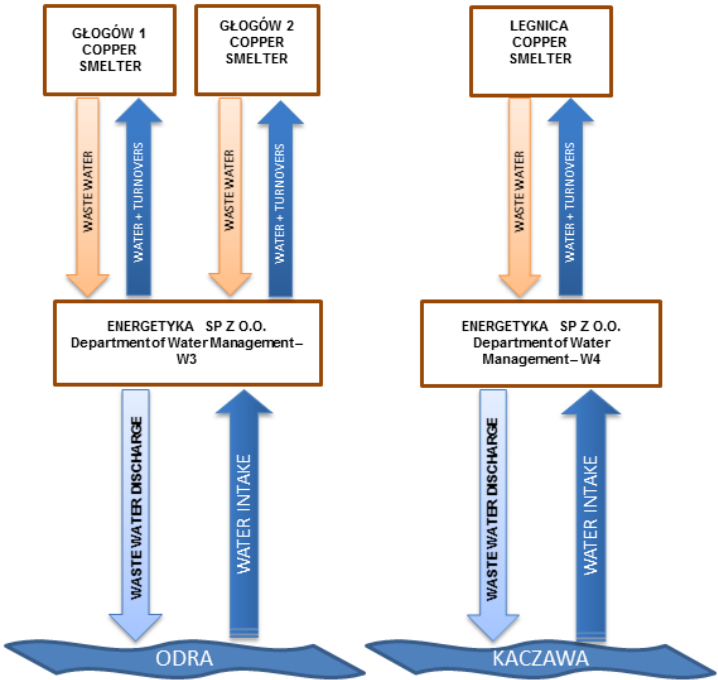 GŁOGÓW 1
COPPER
SMELTER
GŁOGÓW 2
COPPER
SMELTER
LEGNICA
COPPER
SMELTER
WASTE WATER
WATER + TURNOVERS
WASTE WATER
WATER + TURNOVERS
WASTE WATER
WATER + TURNOVERS
ENERGETYKA SP Z O.O.
Department of Water Management–
W3
ENERGETYKA SP Z O.O.
Department of Water
Management– W4
WASTE WATER DISCHARGE
WATER INTAKE
WASTE WATER DISCHARGE
WATER INTAKE
ODRA
KACZAWA